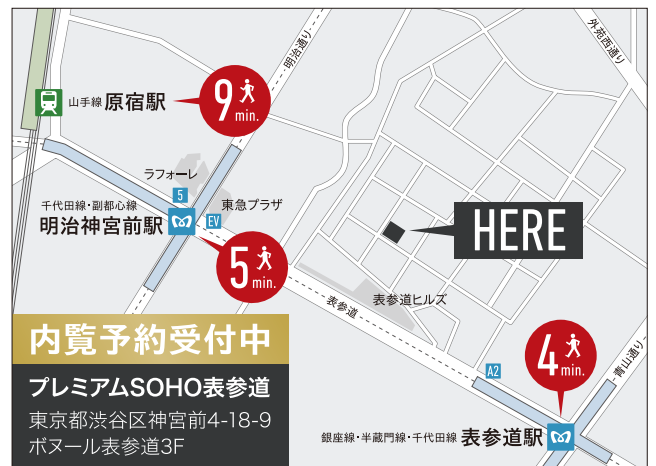 外苑西通り
明治通り
山手線 原宿駅
9 min.
ラフォーレ
5
千代田線・副都心線
明治神宮前駅
EV
東急プラザ
HERE
5 min.
表参道
表参道ヒルズ
内覧予約受付中
プレミアムSOHO表参道
東京都渋谷区神宮前4-18-9
ボヌール表参道3F
A2
4 min.
青山通り
銀座線・半蔵門線・千代田線 表参道駅